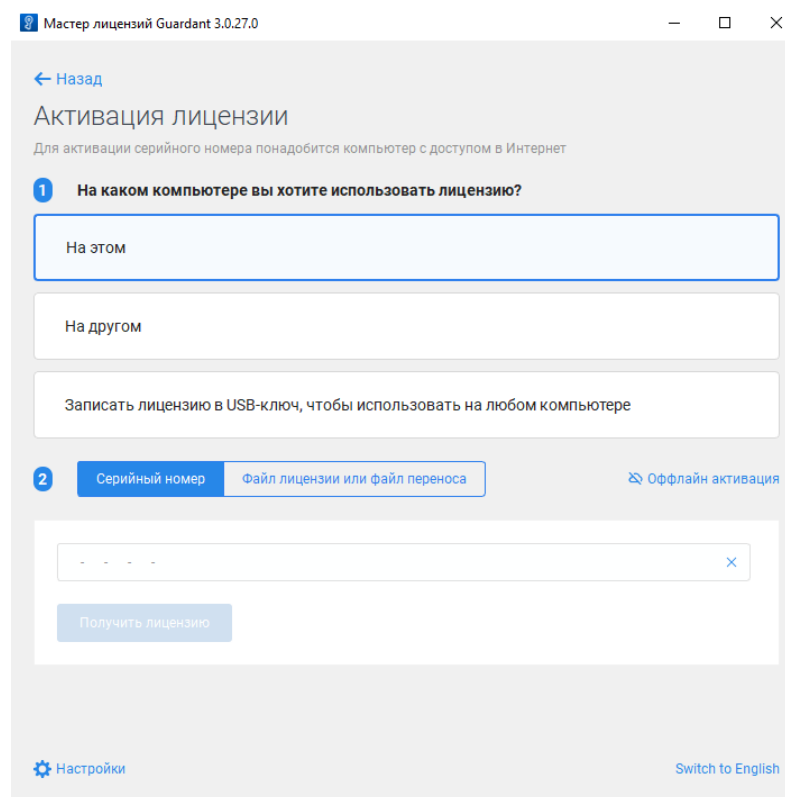 Мастер лицензий Guardant 3.0.27.0
Назад
Активация лицензии
Для активации серийного номера понадобится компьютер с доступом в Интернет
1 На каком компьютере вы хотите использовать лицензию?
На этом
На другом
Записать лицензию в USB-ключ, чтобы использовать на любом компьютере
2 Серийный номер Файл лицензии или файл переноса Оффлайн активация
- - - -
Получить лицензию
Настройки Switch to English